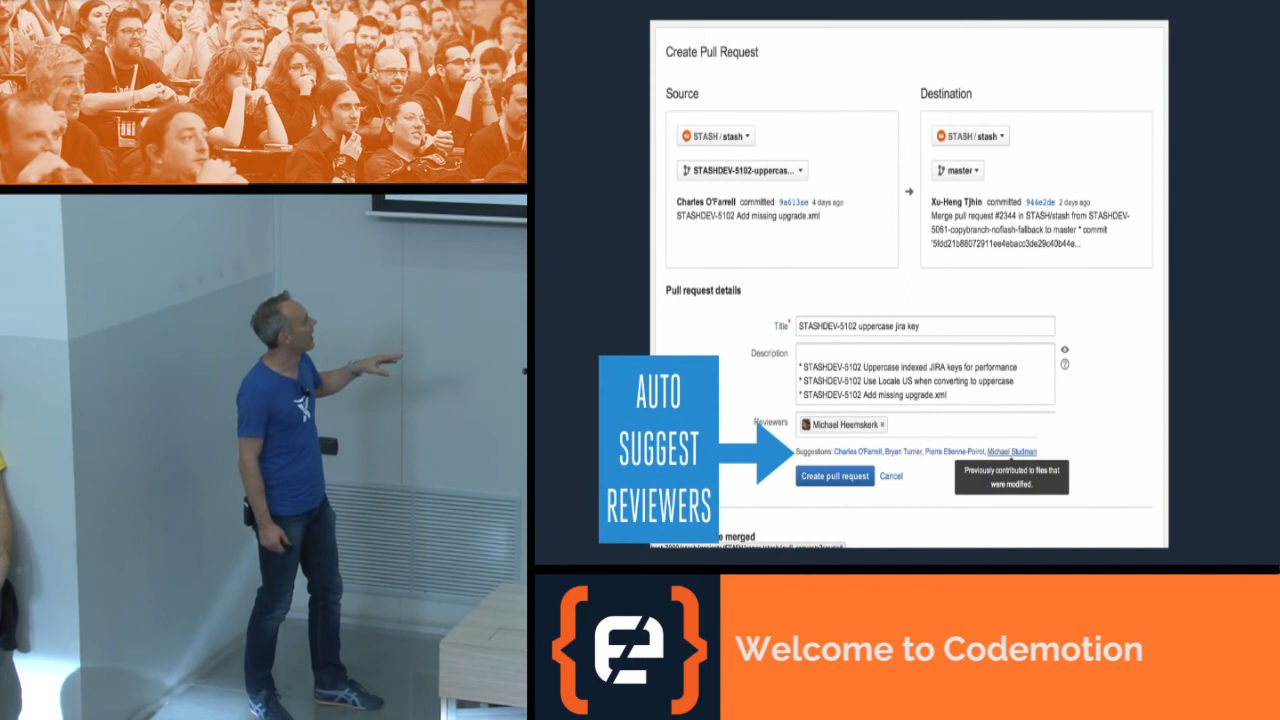 Create Pull Request
Source
Destination
STASH / stash
STASH / stash
STASHDEV-5102-uppercas...
master
Charles O'Farrell committed 9a613ae 4 days ago
STASHDEV-5102 Add missing upgrade.xml
Xu-Heng Tjhin committed 944e2de 2 days ago
Merge pull request #2344 in STASH/stash from STASHDEV-
5081-copybranch-noflash-fallback to master * commit
'5fdd21b88072911ee4ebacc3de29c40b44e...
Pull request details
Title*
STASHDEV-5102 uppercase jira key
Description
* STASHDEV-5102 Uppercase indexed JIRA keys for performance
* STASHDEV-5102 Use Locale US when converting to uppercase
* STASHDEV-5102 Add missing upgrade.xml
Reviewers
Michael Heemskerk ×
Suggestions: Charles O'Farrell, Bryan Turner, Pierre Etienne-Poirot, Michael Studman
Create pull request
Cancel
Previously contributed to files that
were modified.
AUTO
SUGGEST
REVIEWERS
merged
Welcome to Codemotion